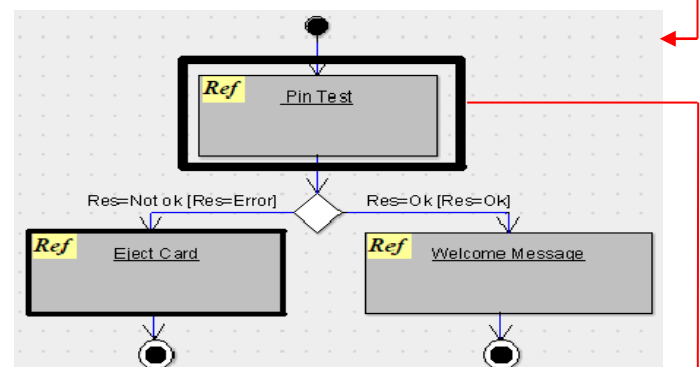 Ref
Pin Test
Res=Not ok [Res=Error]
Res=Ok [Res=Ok]
Ref
Eject Card
Ref
Welcome Message